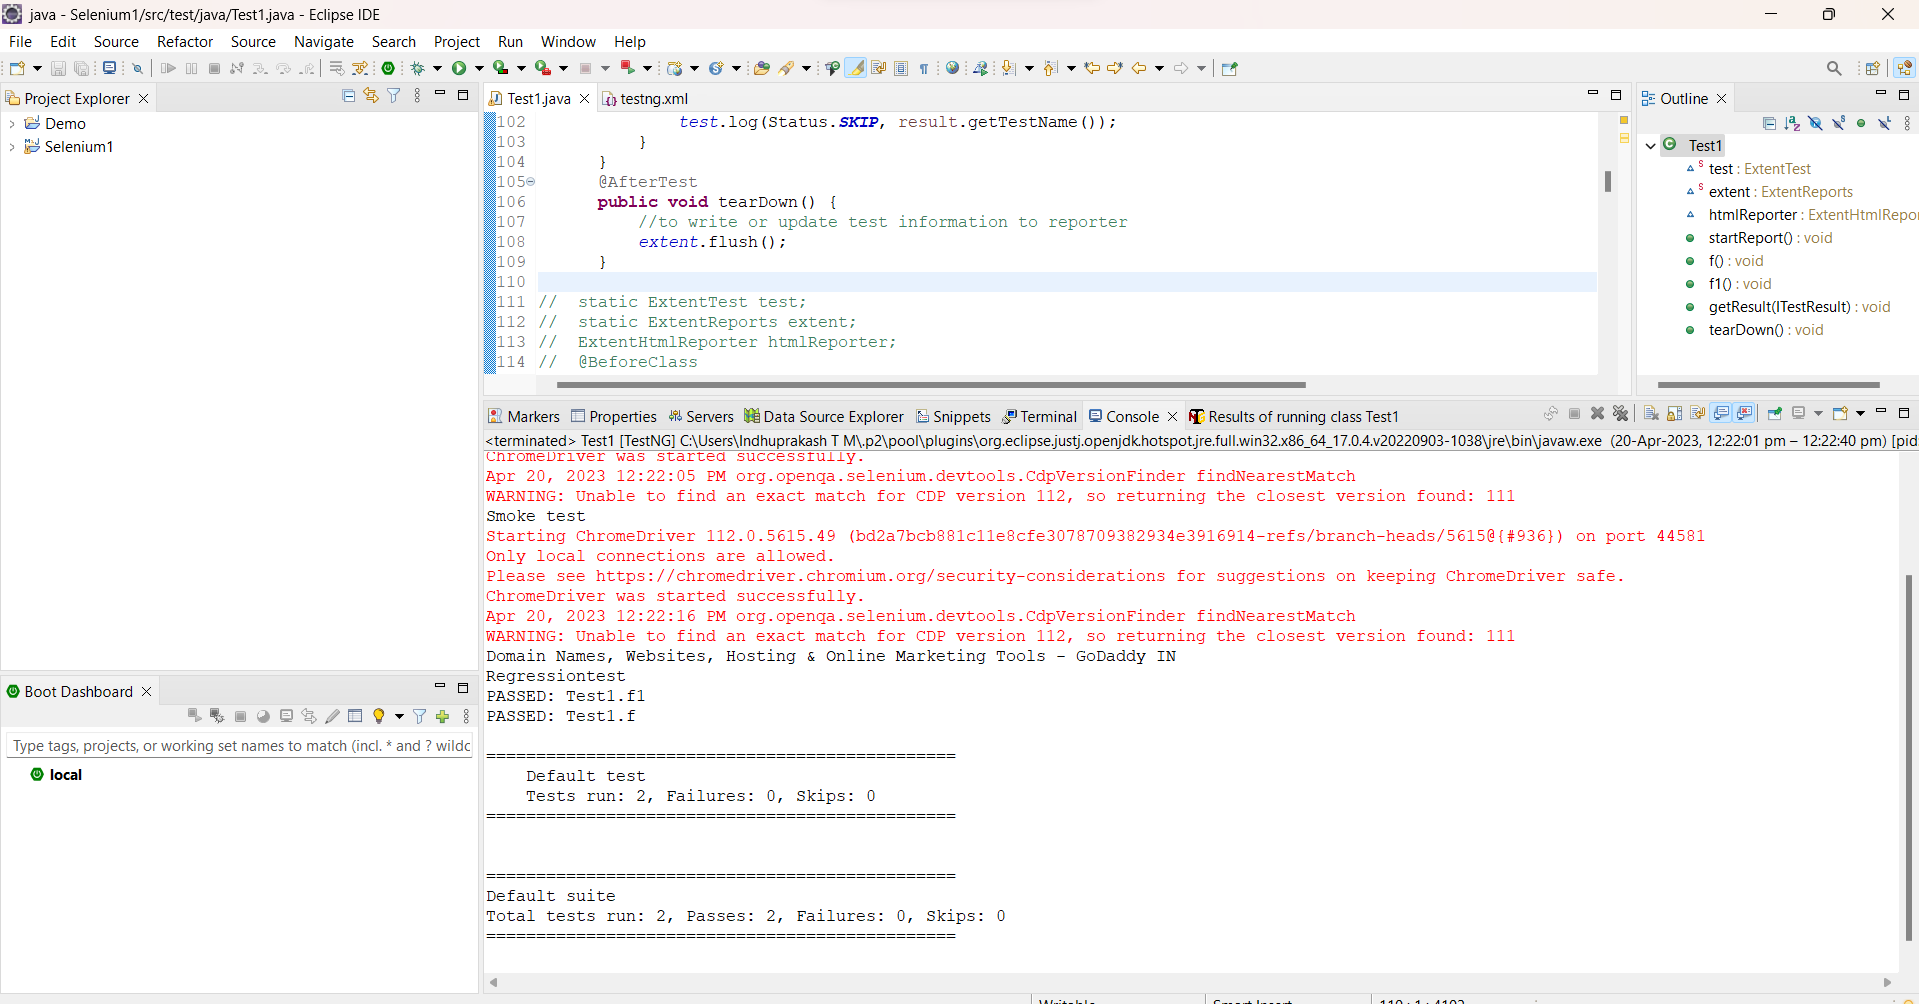 java - Selenium1/src/test/java/Test1.java - Eclipse IDE
File Edit Source Refactor Source Navigate Search Project Run Window Help
Project Explorer
Demo
Selenium1
Test1.java testng.xml
102 test.log(Status.SKIP, result.getTestName());
103 }
104 }
105 @AfterTest
106 public void tearDown() {
107 //to write or update test information to reporter
108 extent.flush();
109 }
110
111 // static ExtentTest test;
112 // static ExtentReports extent;
113 // ExtentHtmlReporter htmlReporter;
114 // @BeforeClass
Outline
Test1
test : ExtentTest
extent : ExtentReports
htmlReporter : ExtentHtmlRepo
startReport() : void
f() : void
f1() : void
getResult(ITestResult) : void
tearDown() : void
Markers Properties Servers Data Source Explorer Snippets Terminal Console Results of running class Test1
<terminated> Test1 [TestNG] C:\Users\Indhuprakash T M\.p2\pool\plugins\org.eclipse.justj.openjdk.hotspot.jre.full.win32.x86_64_17.0.4.v20220903-1038\jre\bin\javaw.exe (20-Apr-2023, 12:22:01 pm – 12:22:40 pm) [pid
ChromeDriver was started successfully.
Apr 20, 2023 12:22:05 PM org.openqa.selenium.devtools.CdpVersionFinder findNearestMatch
WARNING: Unable to find an exact match for CDP version 112, so returning the closest version found: 111
Smoke test
Starting ChromeDriver 112.0.5615.49 (bd2a7bcb881c11e8cfe3078709382934e3916914-refs/branch-heads/5615@{#936}) on port 44581
Only local connections are allowed.
Please see https://chromedriver.chromium.org/security-considerations for suggestions on keeping ChromeDriver safe.
ChromeDriver was started successfully.
Apr 20, 2023 12:22:16 PM org.openqa.selenium.devtools.CdpVersionFinder findNearestMatch
WARNING: Unable to find an exact match for CDP version 112, so returning the closest version found: 111
Domain Names, Websites, Hosting & Online Marketing Tools - GoDaddy IN
Regressiontest
PASSED: Test1.f1
PASSED: Test1.f
===============================================
Default test
Tests run: 2, Failures: 0, Skips: 0
===============================================
===============================================
Default suite
Total tests run: 2, Passes: 2, Failures: 0, Skips: 0
===============================================
Boot Dashboard
Type tags, projects, or working set names to match (incl. * and ? wildc
local
Writable Smart Insert 110 : 1 : 4102